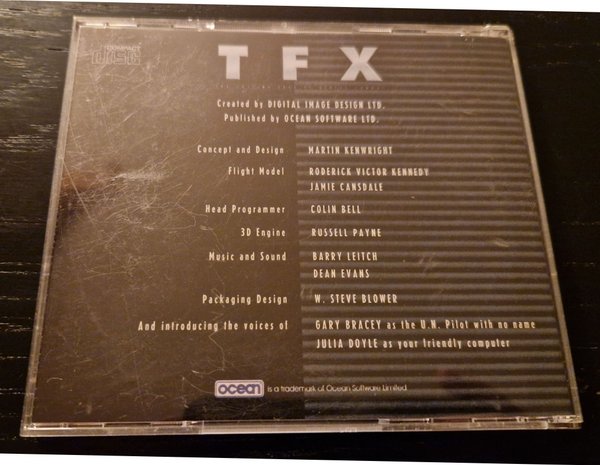 COMPACT
disc
TFX
Created by DIGITAL IMAGE DESIGN LTD.
Published by OCEAN SOFTWARE LTD.
Concept and Design MARTIN KENWRIGHT
Flight Model RODERICK VICTOR KENNEDY
JAMIE CANSDALE
Head Programmer COLIN BELL
3D Engine RUSSELL PAYNE
Music and Sound BARRY LEITCH
DEAN EVANS
Packaging Design W. STEVE BLOWER
And introducing the voices of GARY BRACEY as the U.N. Pilot with no name
JULIA DOYLE as your friendly computer
ocean is a trademark of Ocean Software Limited